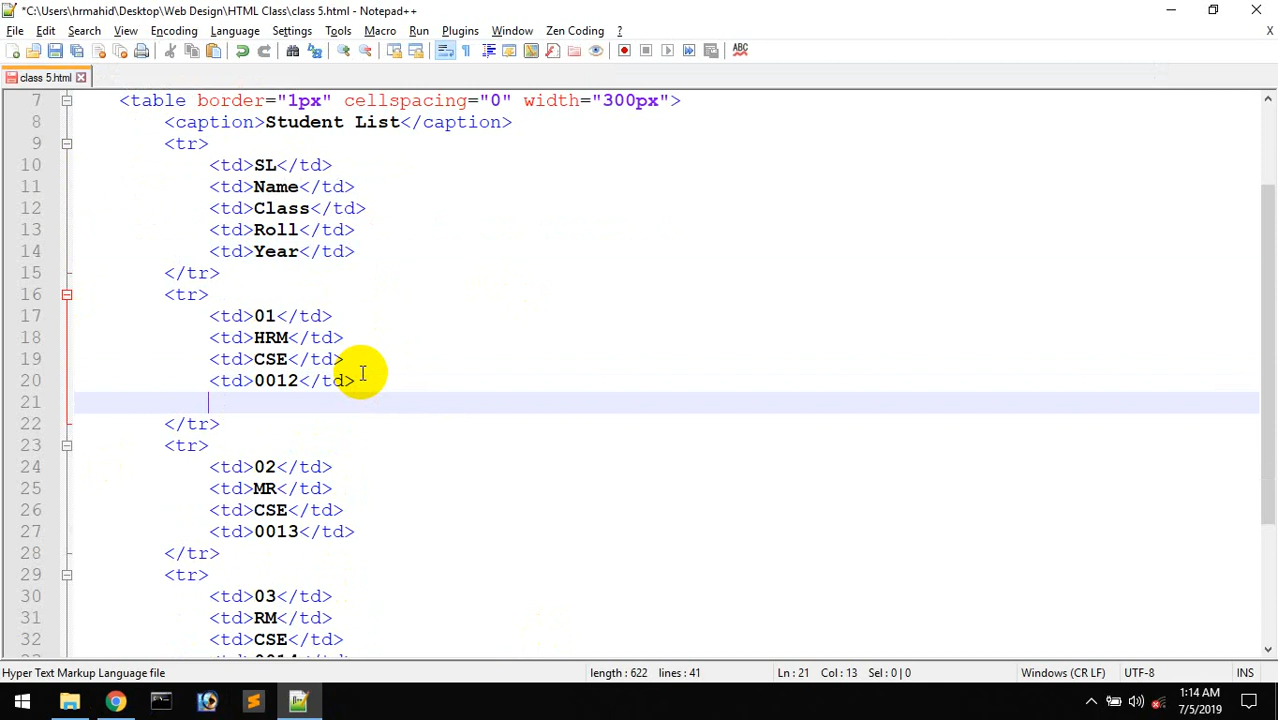 *C:\Users\hrmahid\Desktop\Web Design\HTML Class\class 5.html - Notepad++
File Edit Search View Encoding Language Settings Tools Macro Run Plugins Window Zen Coding ? X
class 5.html
7 <table border="1px" cellspacing="0" width="300px">
8 <caption>Student List</caption>
9 <tr>
10 <td>SL</td>
11 <td>Name</td>
12 <td>Class</td>
13 <td>Roll</td>
14 <td>Year</td>
15 </tr>
16 <tr>
17 <td>01</td>
18 <td>HRM</td>
19 <td>CSE</td>
20 <td>0012</td>
21
22 </tr>
23 <tr>
24 <td>02</td>
25 <td>MR</td>
26 <td>CSE</td>
27 <td>0013</td>
28 </tr>
29 <tr>
30 <td>03</td>
31 <td>RM</td>
32 <td>CSE</td>
<td>0014</td>
Hyper Text Markup Language file length : 622 lines : 41 Ln : 21 Col : 13 Sel : 0 | 0 Windows (CR LF) UTF-8 INS
1:14 AM
7/5/2019